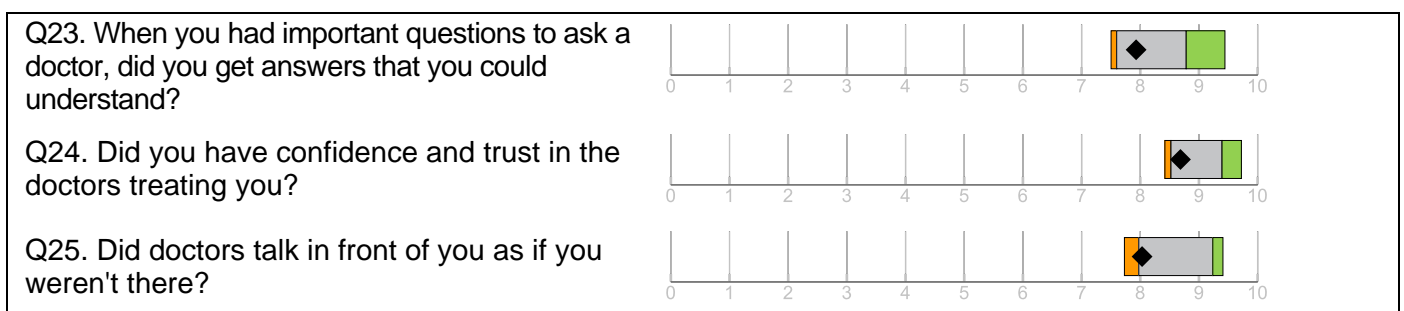 Q23. When you had important questions to ask a
doctor, did you get answers that you could
understand?
0 1 2 3 4 5 6 7 8 9 10
Q24. Did you have confidence and trust in the
doctors treating you?
0 1 2 3 4 5 6 7 8 9 10
Q25. Did doctors talk in front of you as if you
weren't there?
0 1 2 3 4 5 6 7 8 9 10